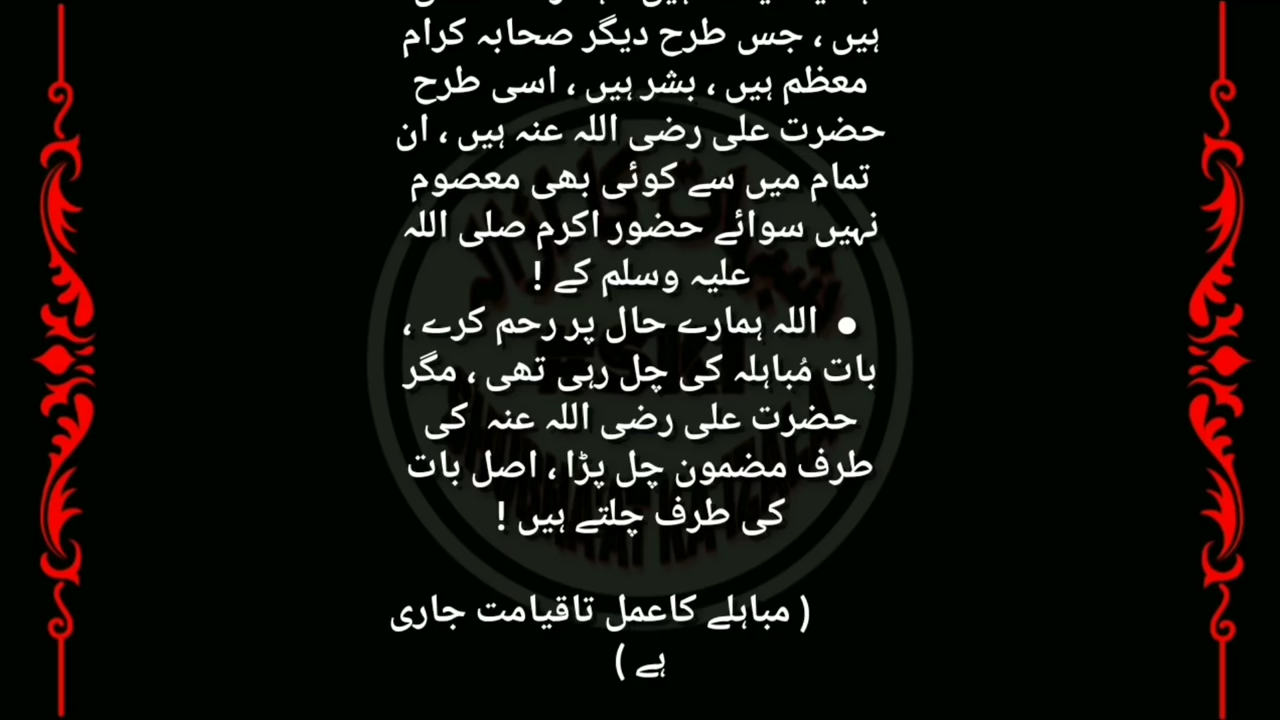 ہیں ، جس طرح دیگر صحابہ کرام
معظم ہیں ، بشر ہیں ، اسی طرح
حضرت علی رضی اللہ عنہ ہیں ، ان
تمام میں سے کوئی بھی معصوم
نہیں سوائے حضور اکرم صلی اللہ
علیہ وسلم کے !
● اللہ ہمارے حال پر رحم کرے ،
بات مُباہلہ کی چل رہی تھی ، مگر
حضرت علی رضی اللہ عنہ  کی
طرف مضمون چل پڑا ، اصل بات
کی طرف چلتے ہیں !
( مباہلے کاعمل تاقیامت جاری
ہے )